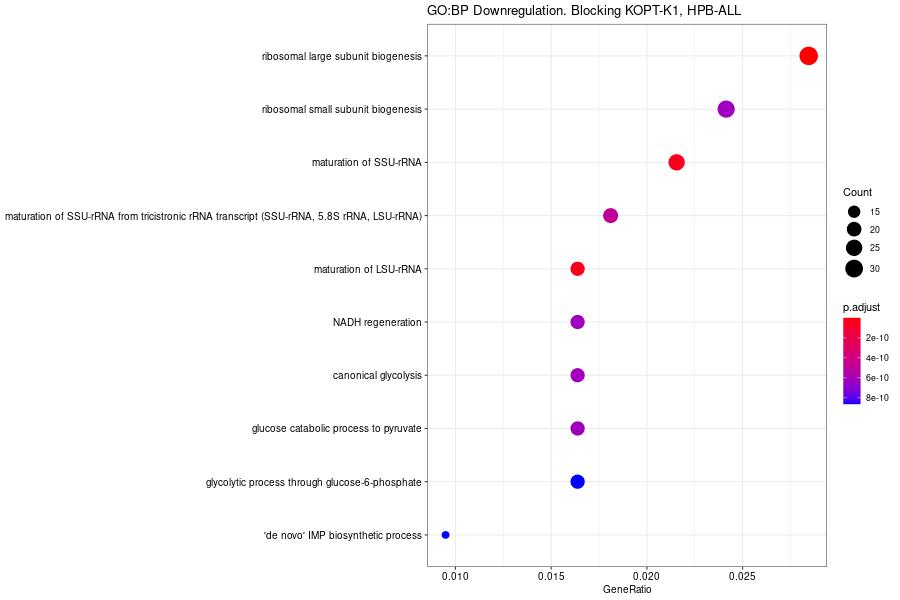 GO:BP Downregulation. Blocking KOPT-K1, HPB-ALL
ribosomal large subunit biogenesis
ribosomal small subunit biogenesis
maturation of SSU-rRNA
maturation of SSU-rRNA from tricistronic rRNA transcript (SSU-rRNA, 5.8S rRNA, LSU-rRNA)
maturation of LSU-rRNA
NADH regeneration
canonical glycolysis
glucose catabolic process to pyruvate
glycolytic process through glucose-6-phosphate
'de novo' IMP biosynthetic process
0.010 0.015 0.020 0.025
GeneRatio
Count
15
20
25
30
p.adjust
2e-10
4e-10
6e-10
8e-10